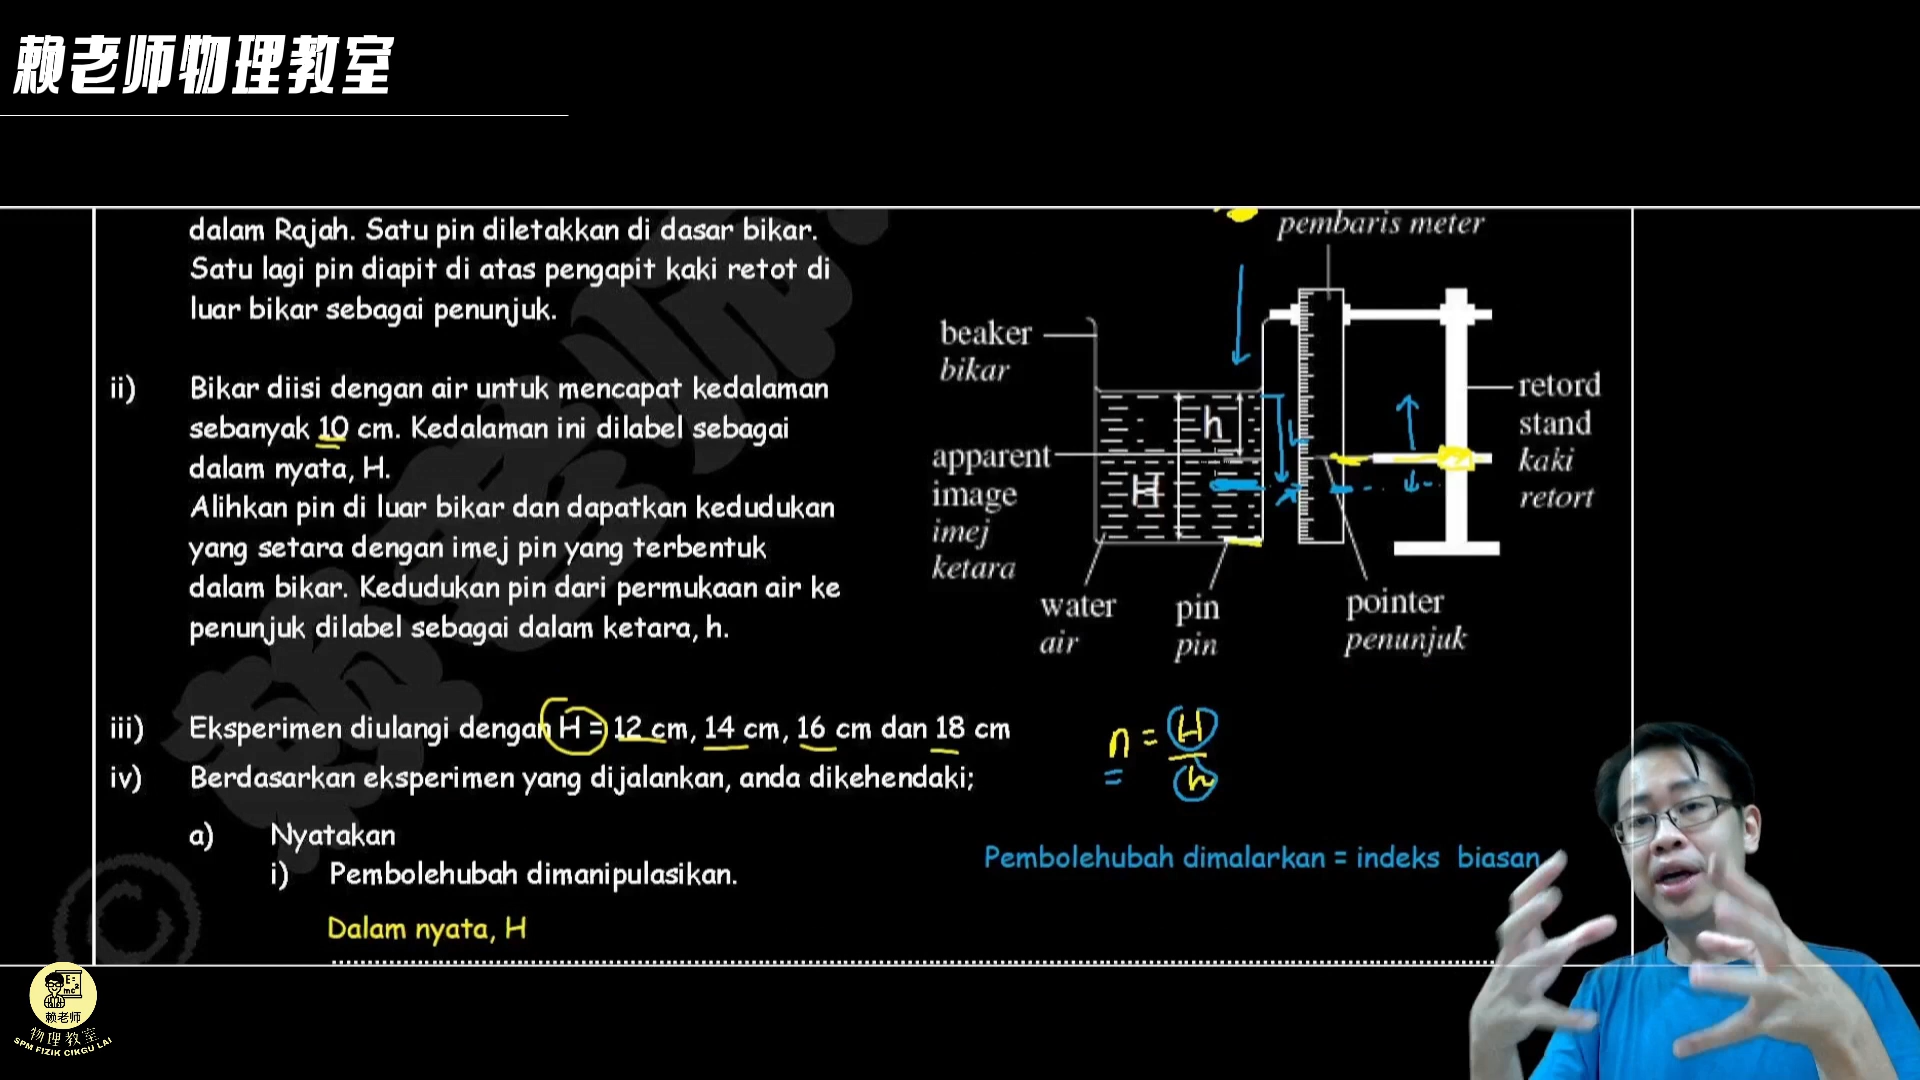 赖老师物理教室
dalam Rajah. Satu pin diletakkan di dasar bikar.
Satu lagi pin diapit di atas pengapit kaki retot di
luar bikar sebagai penunjuk.
ii) Bikar diisi dengan air untuk mencapat kedalaman
sebanyak 10 cm. Kedalaman ini dilabel sebagai
dalam nyata, H.
Alihkan pin di luar bikar dan dapatkan kedudukan
yang setara dengan imej pin yang terbentuk
dalam bikar. Kedudukan pin dari permukaan air ke
penunjuk dilabel sebagai dalam ketara, h.
pembaris meter
beaker
bikar
h
H
apparent
image
imej
ketara
retord
stand
kaki
retort
water
air
pin
pin
pointer
penunjuk
iii) Eksperimen diulangi dengan H = 12 cm, 14 cm, 16 cm dan 18 cm
n = H
h
iv) Berdasarkan eksperimen yang dijalankan, anda dikehendaki;
a) Nyatakan
i) Pembolehubah dimanipulasikan.
Pembolehubah dimalarkan = indeks biasan
Dalam nyata, H
E=
mc²
赖老师
物理教室
SPM FIZIK CIKGU LAI